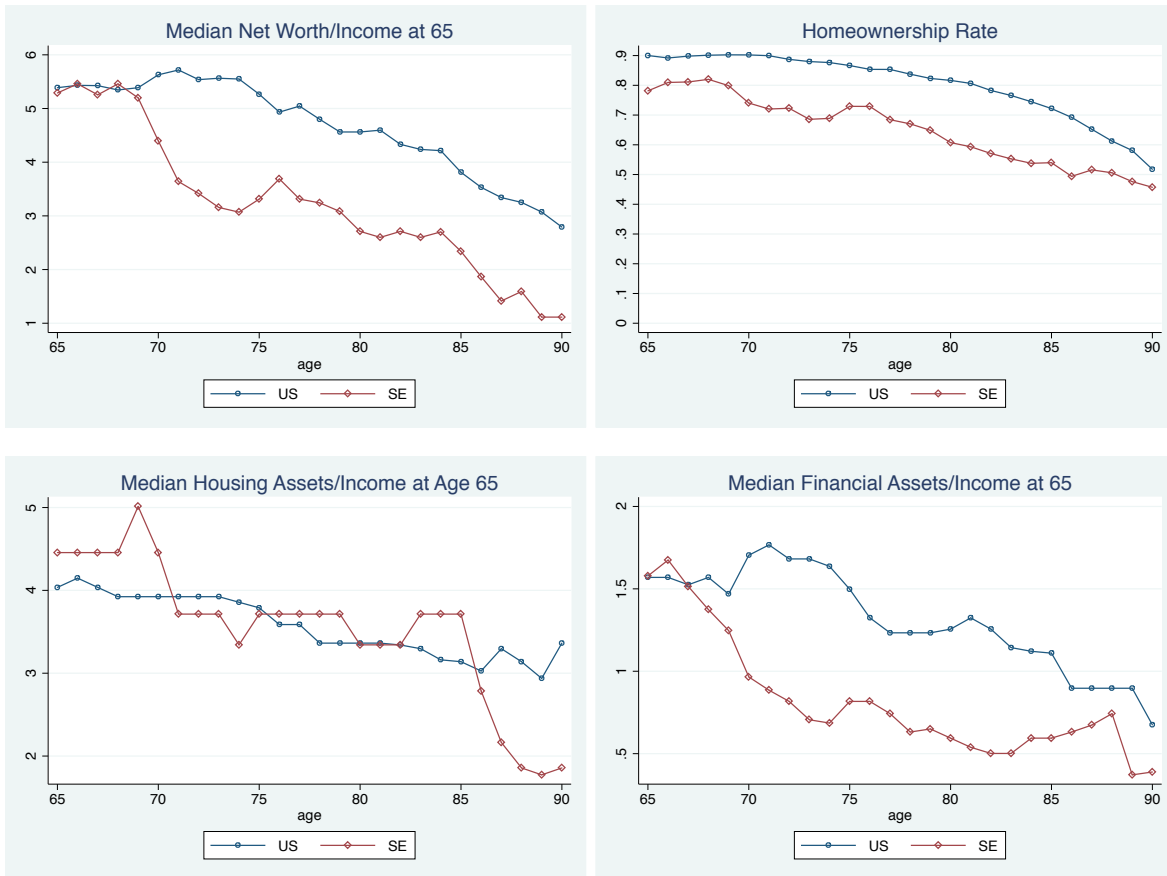 Median Net Worth/Income at 65
6
5
4
3
2
1
65 70 75 80 85 90
age
US SE
Homeownership Rate
.9
.8
.7
.6
.5
.4
.3
.2
.1
0
65 70 75 80 85 90
age
US SE
Median Housing Assets/Income at Age 65
5
4
3
2
65 70 75 80 85 90
age
US SE
Median Financial Assets/Income at 65
2
1.5
1
.5
65 70 75 80 85 90
age
US SE